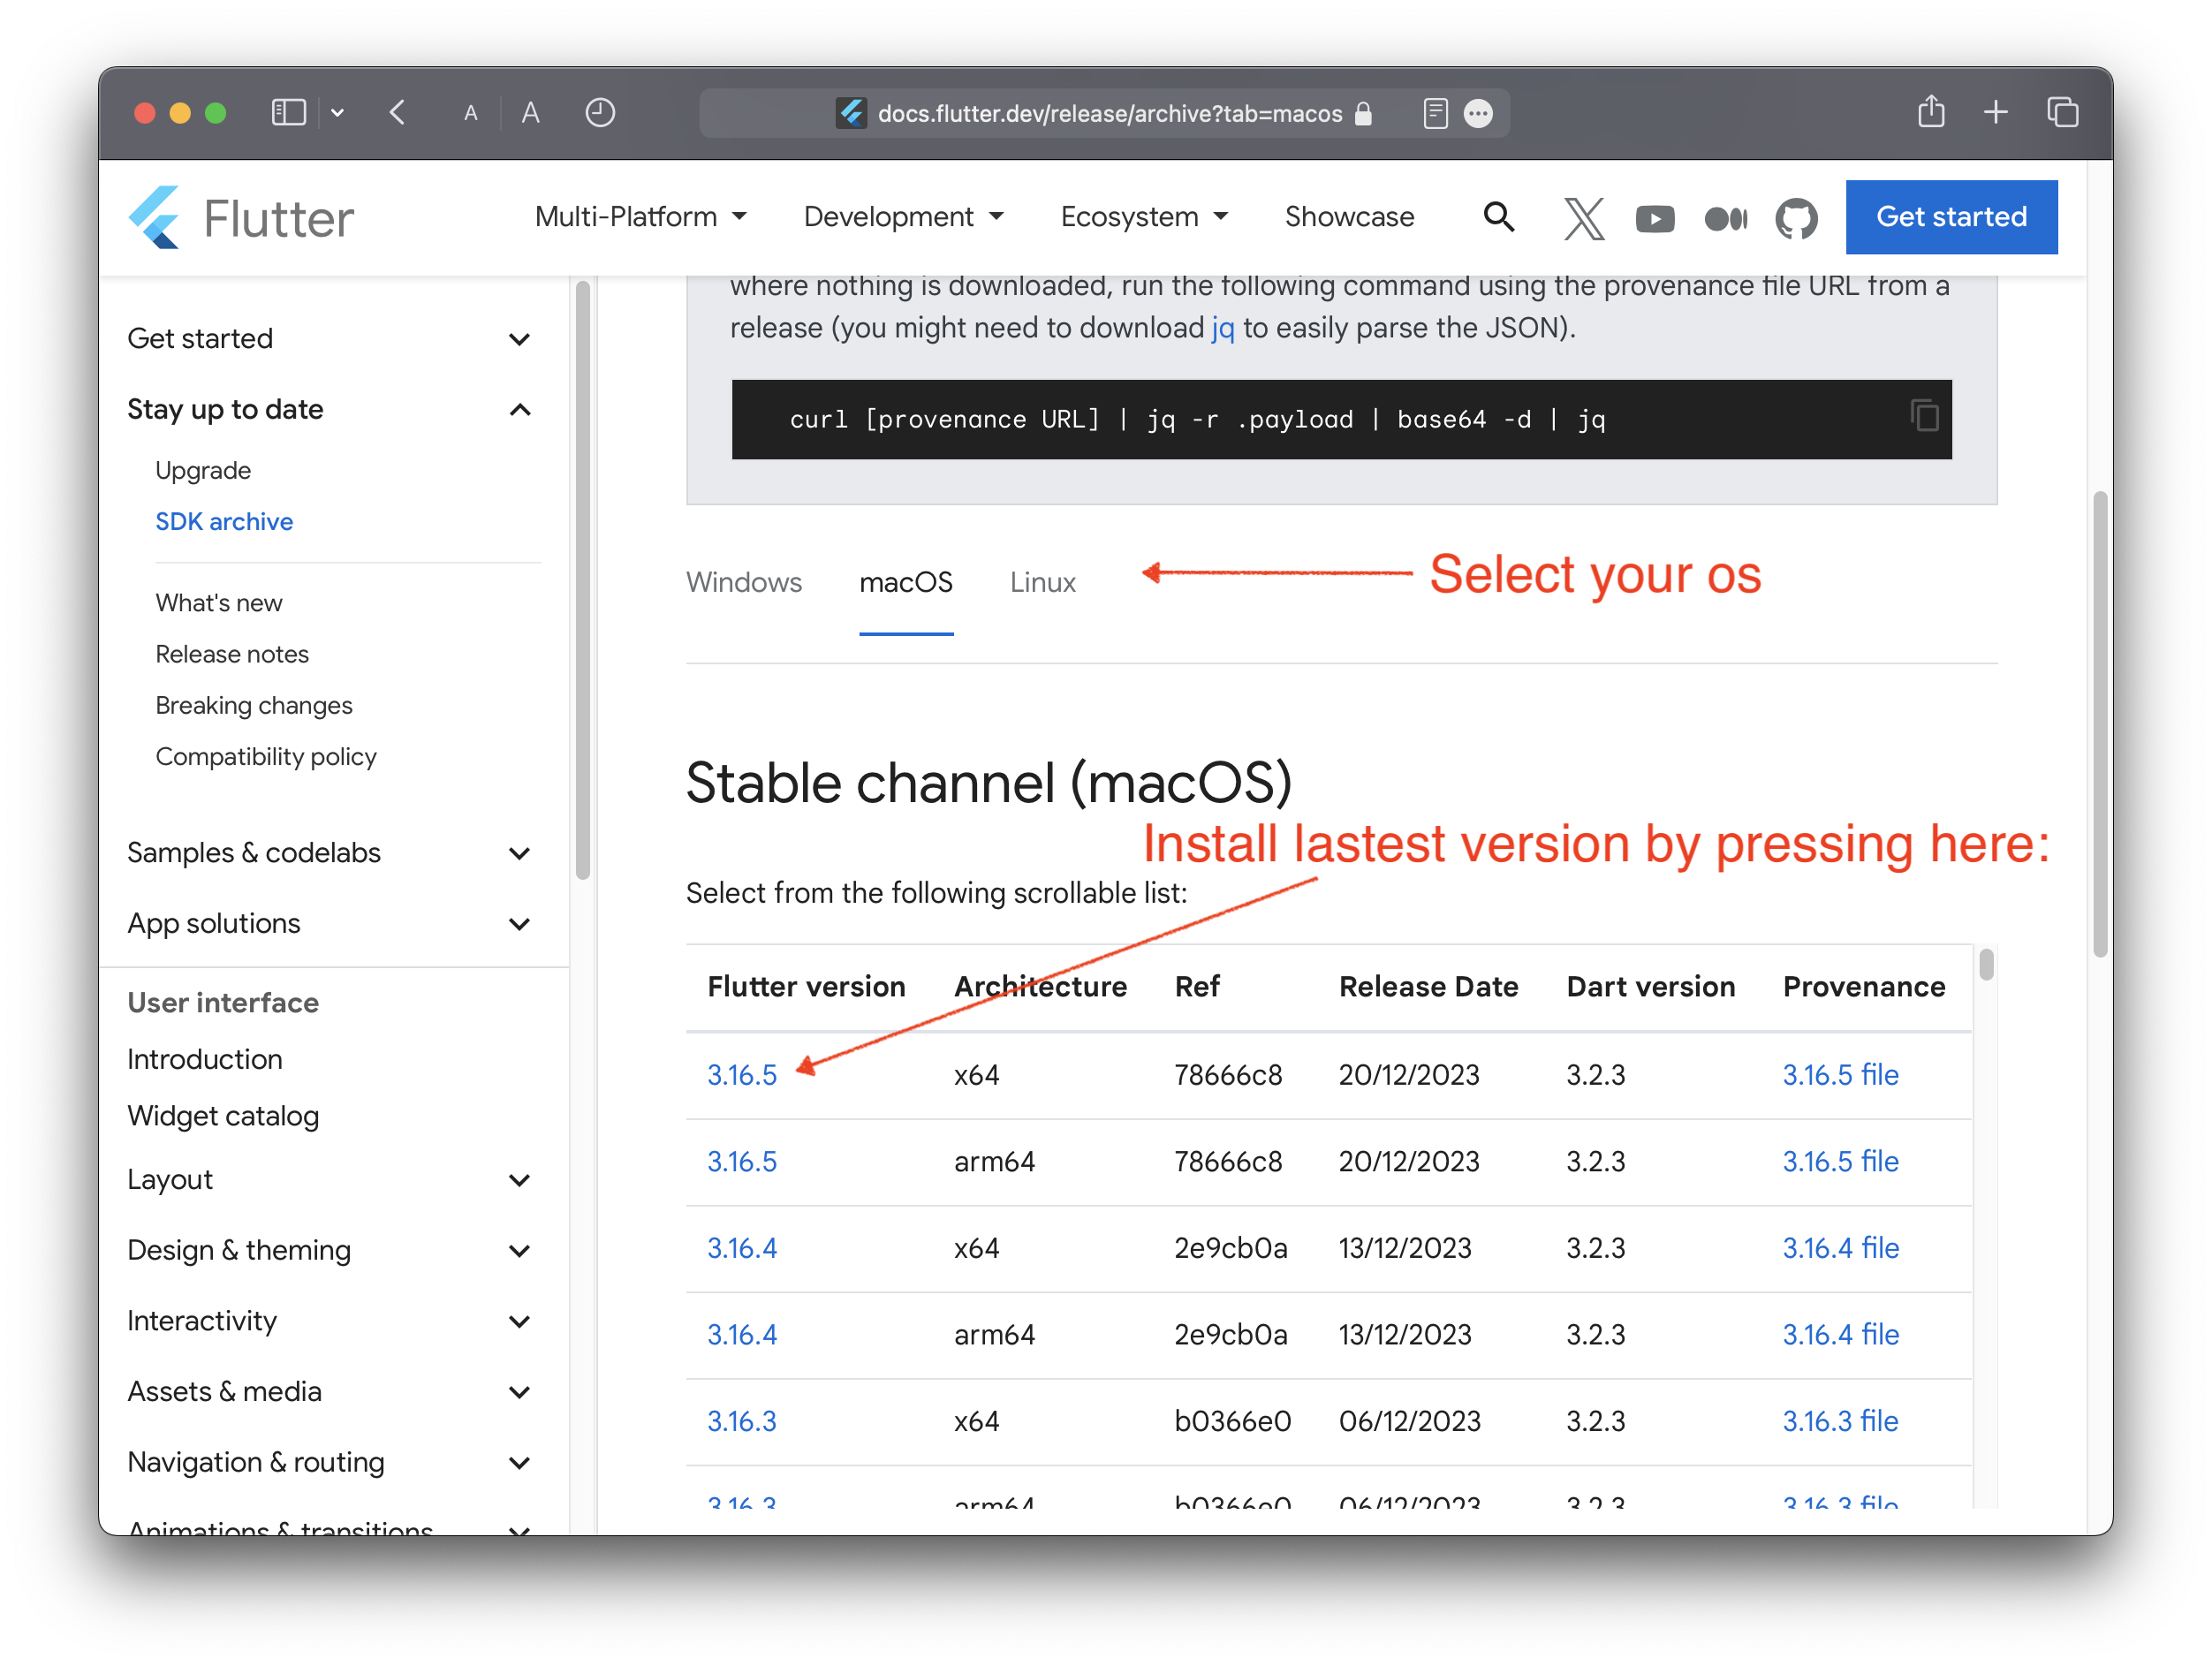 docs.flutter.dev/release/archive?tab=macos
Flutter
Multi-Platform
Development
Ecosystem
Showcase
Get started
Get started
Stay up to date
Upgrade
SDK archive
What's new
Release notes
Breaking changes
Compatibility policy
Samples & codelabs
App solutions
User interface
Introduction
Widget catalog
Layout
Design & theming
Interactivity
Assets & media
Navigation & routing
Animations & transitions
where nothing is downloaded, run the following command using the provenance file URL from a
release (you might need to download jq to easily parse the JSON).
curl [provenance URL] | jq -r .payload | base64 -d | jq
Windows macOS Linux
Select your os
Stable channel (macOS)
Install lastest version by pressing here:
Select from the following scrollable list:
Flutter version Architecture Ref Release Date Dart version Provenance
3.16.5 x64 78666c8 20/12/2023 3.2.3 3.16.5 file
3.16.5 arm64 78666c8 20/12/2023 3.2.3 3.16.5 file
3.16.4 x64 2e9cb0a 13/12/2023 3.2.3 3.16.4 file
3.16.4 arm64 2e9cb0a 13/12/2023 3.2.3 3.16.4 file
3.16.3 x64 b0366e0 06/12/2023 3.2.3 3.16.3 file
3.16.3 arm64 b0366e0 06/12/2023 3.2.3 3.16.3 file